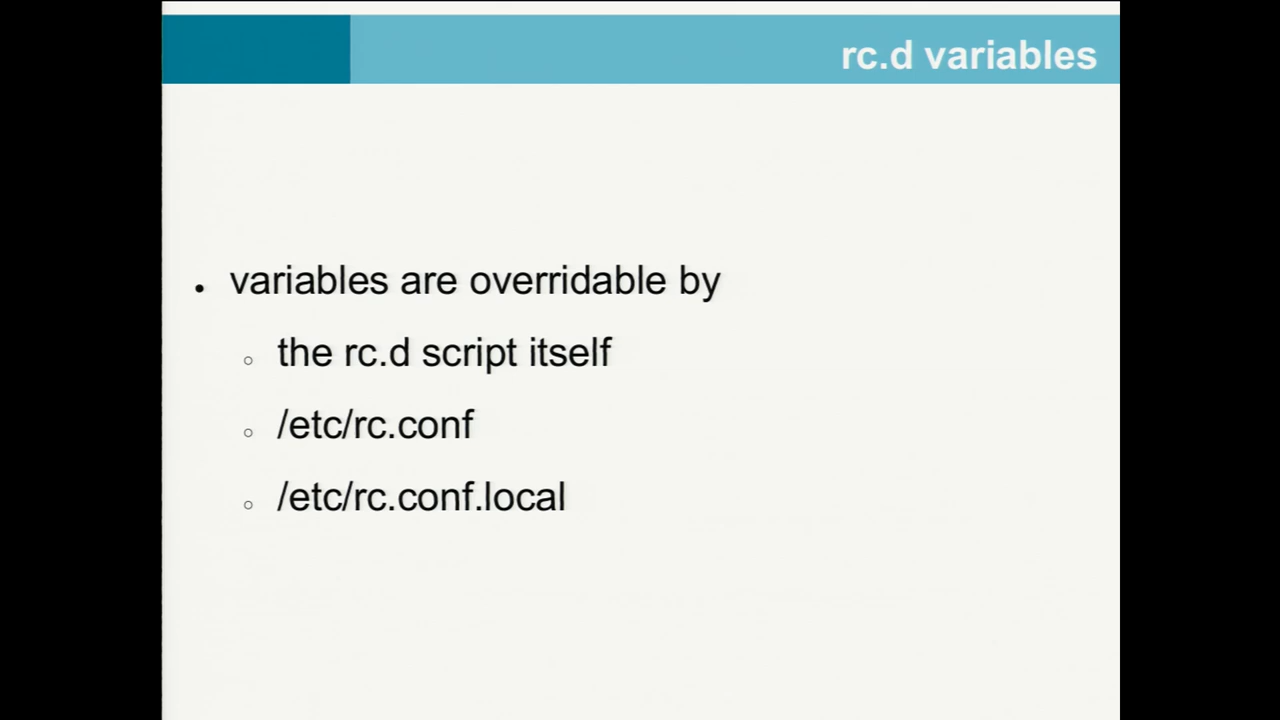 rc.d variables
variables are overridable by
the rc.d script itself
/etc/rc.conf
/etc/rc.conf.local